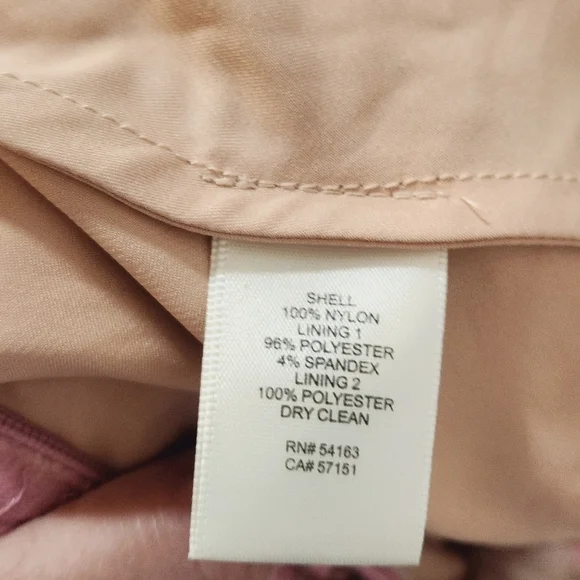 SHELL
100% NYLON
LINING 1
96% POLYESTER
4% SPANDEX
LINING 2
100% POLYESTER
DRY CLEAN
RN# 54163
CA# 57151